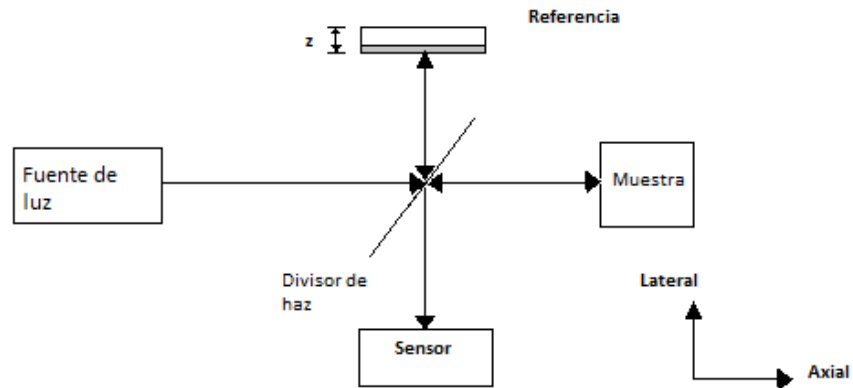 Referencia
z
Fuente de
luz
Muestra
Divisor de
haz
Lateral
Sensor
Axial